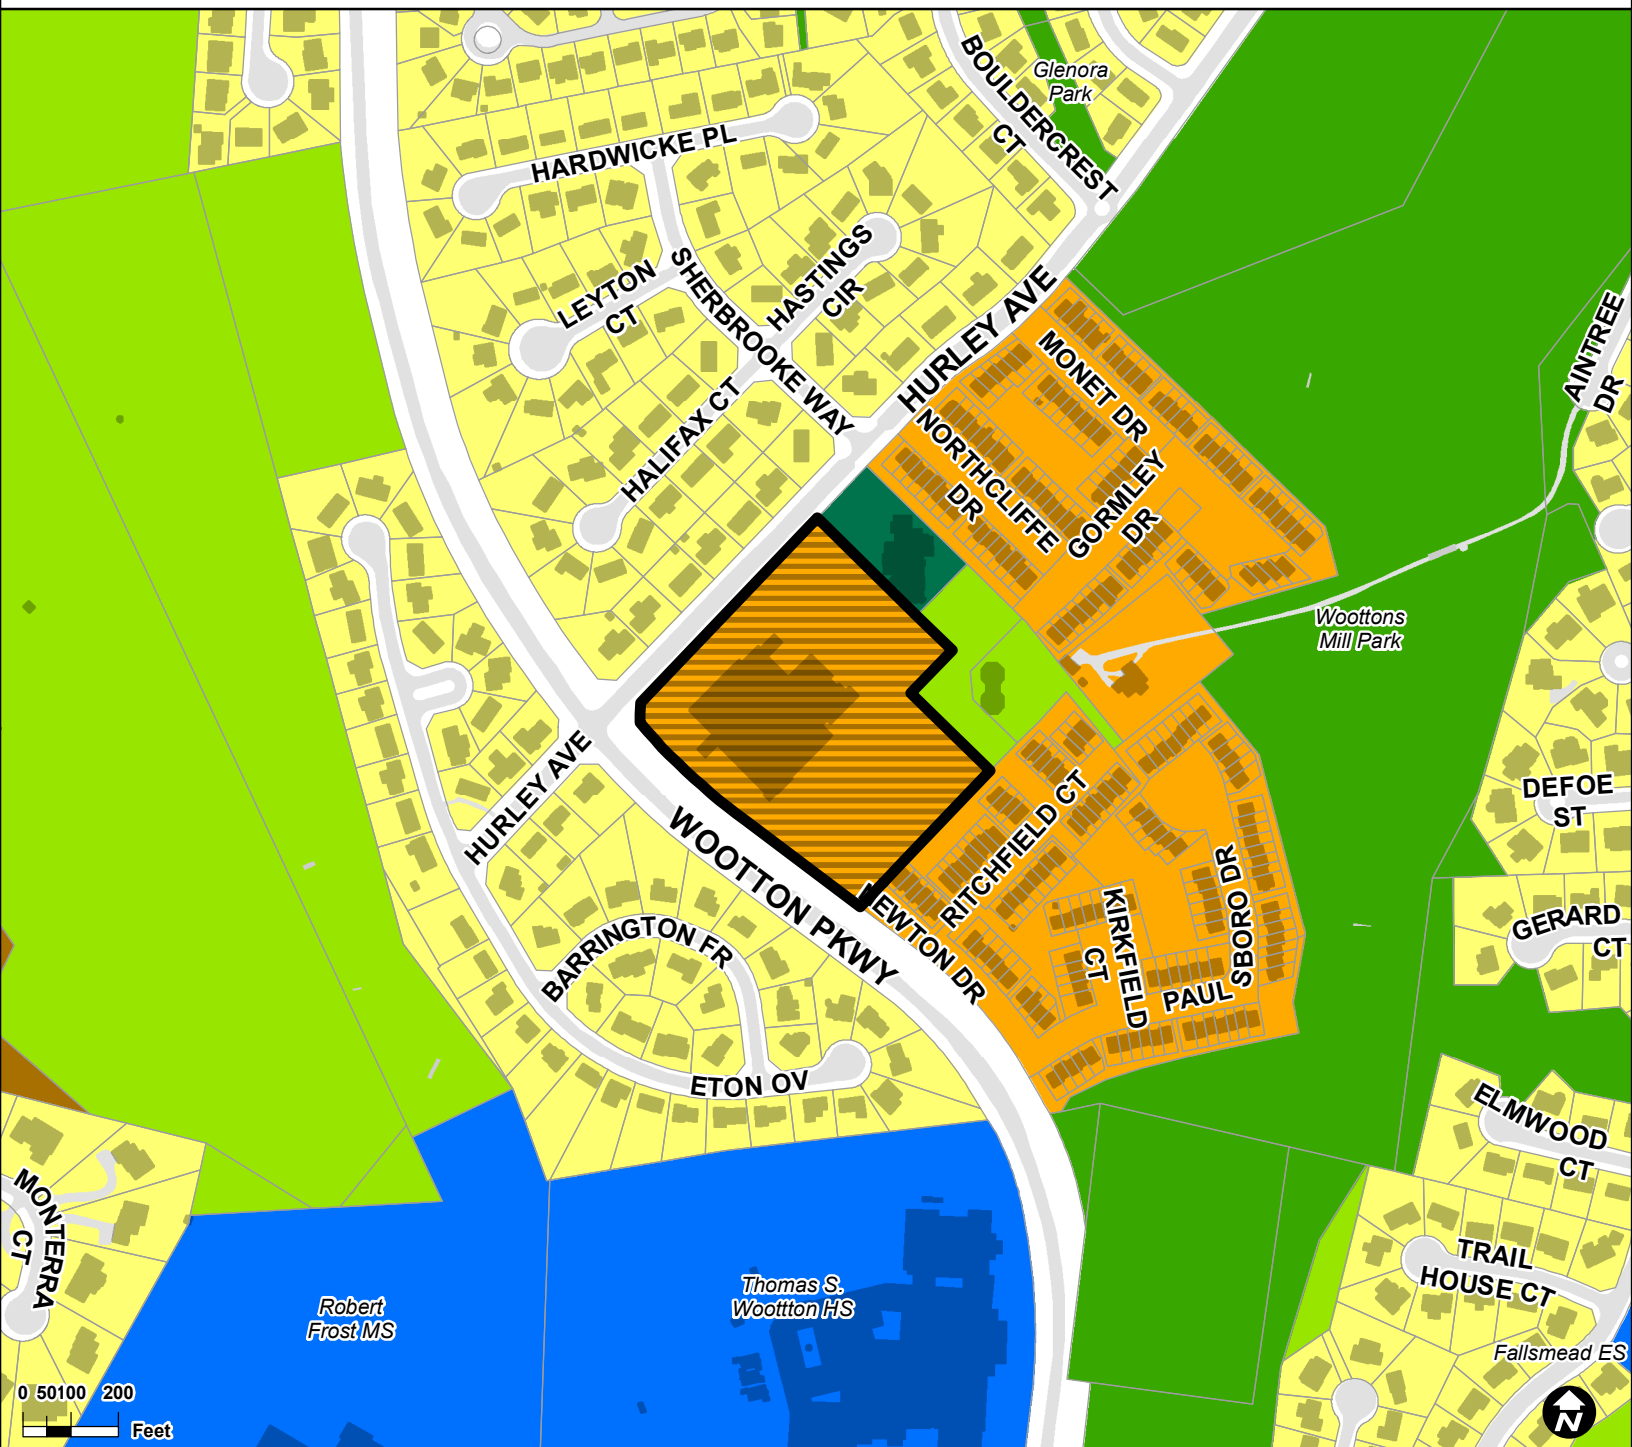 Glenora
Park
BOULDERCREST
CT
HARDWICKE PL
SHERBROOKE WAY
HASTINGS
CIR
LEYTON
CT
HURLEY AVE
HALIFAX CT
MONET DR
NORTHCLIFFE
DR
GORMLEY
DR
AINTREE
DR
Woottons
Mill Park
HURLEY AVE
WOOTTON PKWY
RITCHFIELD CT
NEWTON DR
KIRKFIELD
CT
PAUL
SBORO DR
DEFOE
ST
GERARD
CT
BARRINGTON FR
ETON OV
ELMWOOD
CT
MONTERRA
CT
TRAIL
HOUSE CT
Robert
Frost MS
Thomas S.
Woottton HS
Fallsmead ES
0 50100 200
Feet
N